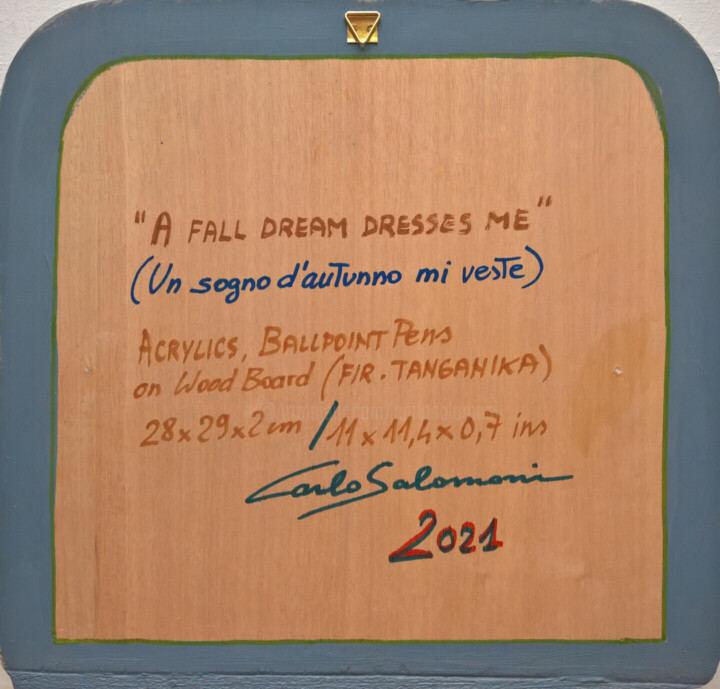 "A FALL DREAM DRESSES ME"
(Un sogno d'autunno mi veste)
ACRYLICS, BALLPOINT Pens
on Wood Board (FIR. TANGANIKA)
28x29x2cm / 11x11,4x0,7 ins
Carlo Salomoni
2021